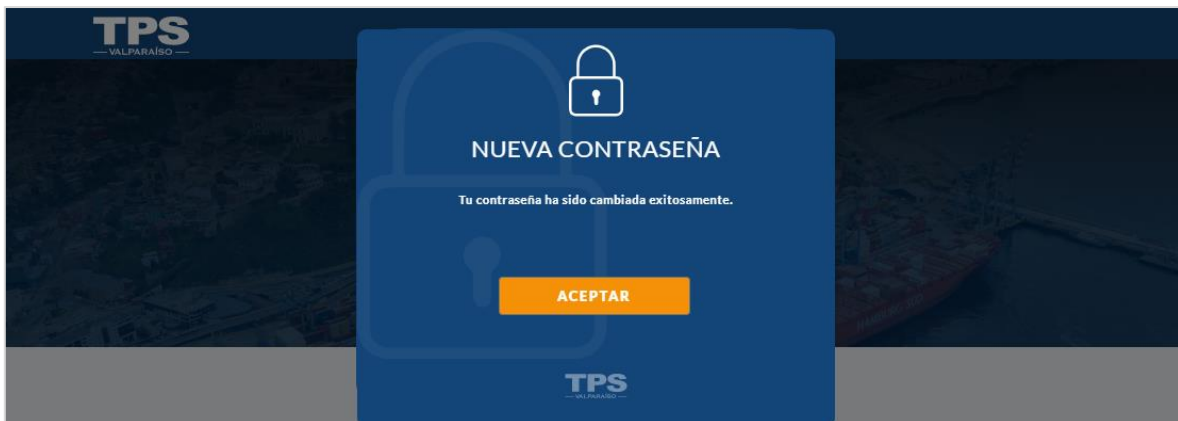 TPS
VALPARAÍSO
NUEVA CONTRASEÑA
Tu contraseña ha sido cambiada exitosamente.
ACEPTAR
TPS
VALPARAÍSO